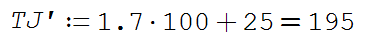 TJ' := 1.7·100 + 25 = 195